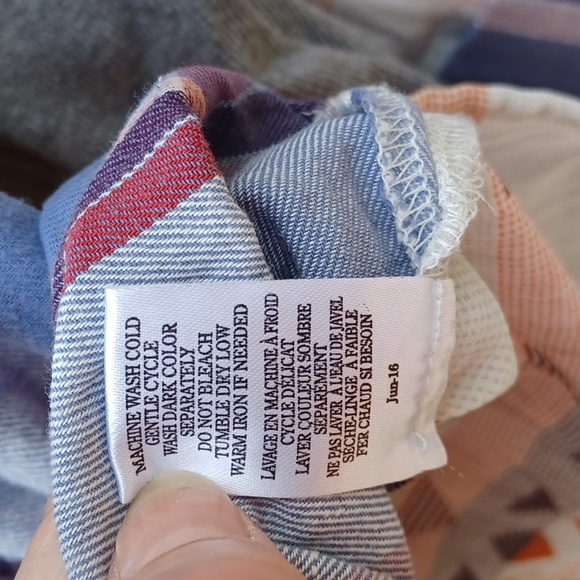 MACHINE WASH COLD
GENTLE CYCLE
WASH DARK COLOR
SEPARATELY
DO NOT BLEACH
TUMBLE DRY LOW
WARM IRON IF NEEDED
LAVAGE EN MACHINE À FROID
CYCLE DÉLICAT
LAVER COULEUR SOMBRE
SEPAREMENT
NE PAS LAVER À L'EAU DE JAVEL
SECHE-LINGE À FAIBLE
FER CHAUD SI BESOIN
Jun-16